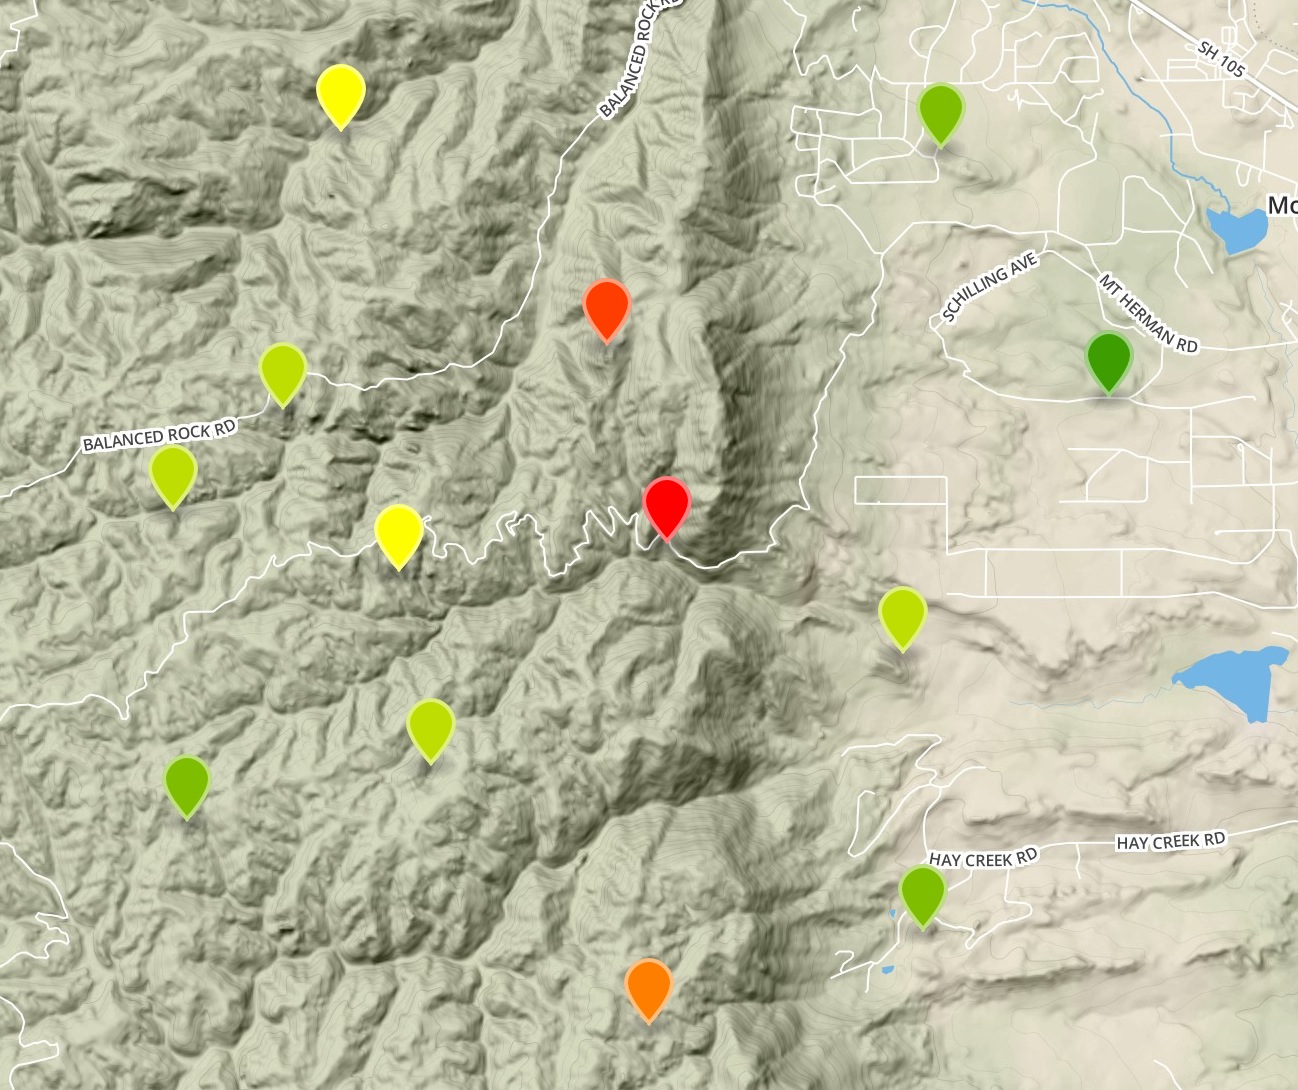 BALANCED ROCK RD
SH 105
Mo
SCHILLING AVE
MT HERMAN RD
BALANCED ROCK RD
HAY CREEK RD
HAY CREEK RD